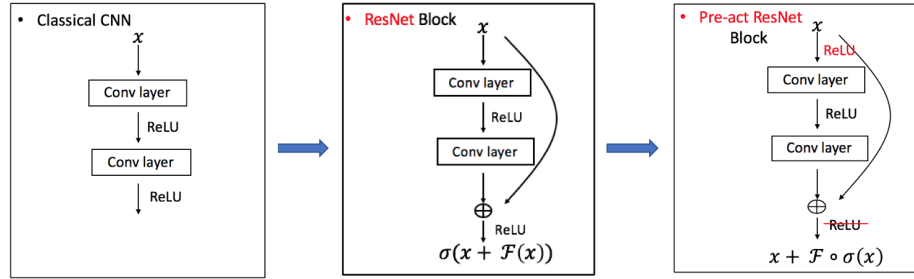 • Classical CNN
x
Conv layer
ReLU
Conv layer
ReLU
• ResNet Block
x
Conv layer
ReLU
Conv layer
⊕
ReLU
σ(x + ℱ(x))
• Pre-act ResNet
Block
x
ReLU
Conv layer
ReLU
Conv layer
⊕
ReLU
x + ℱ ∘ σ(x)